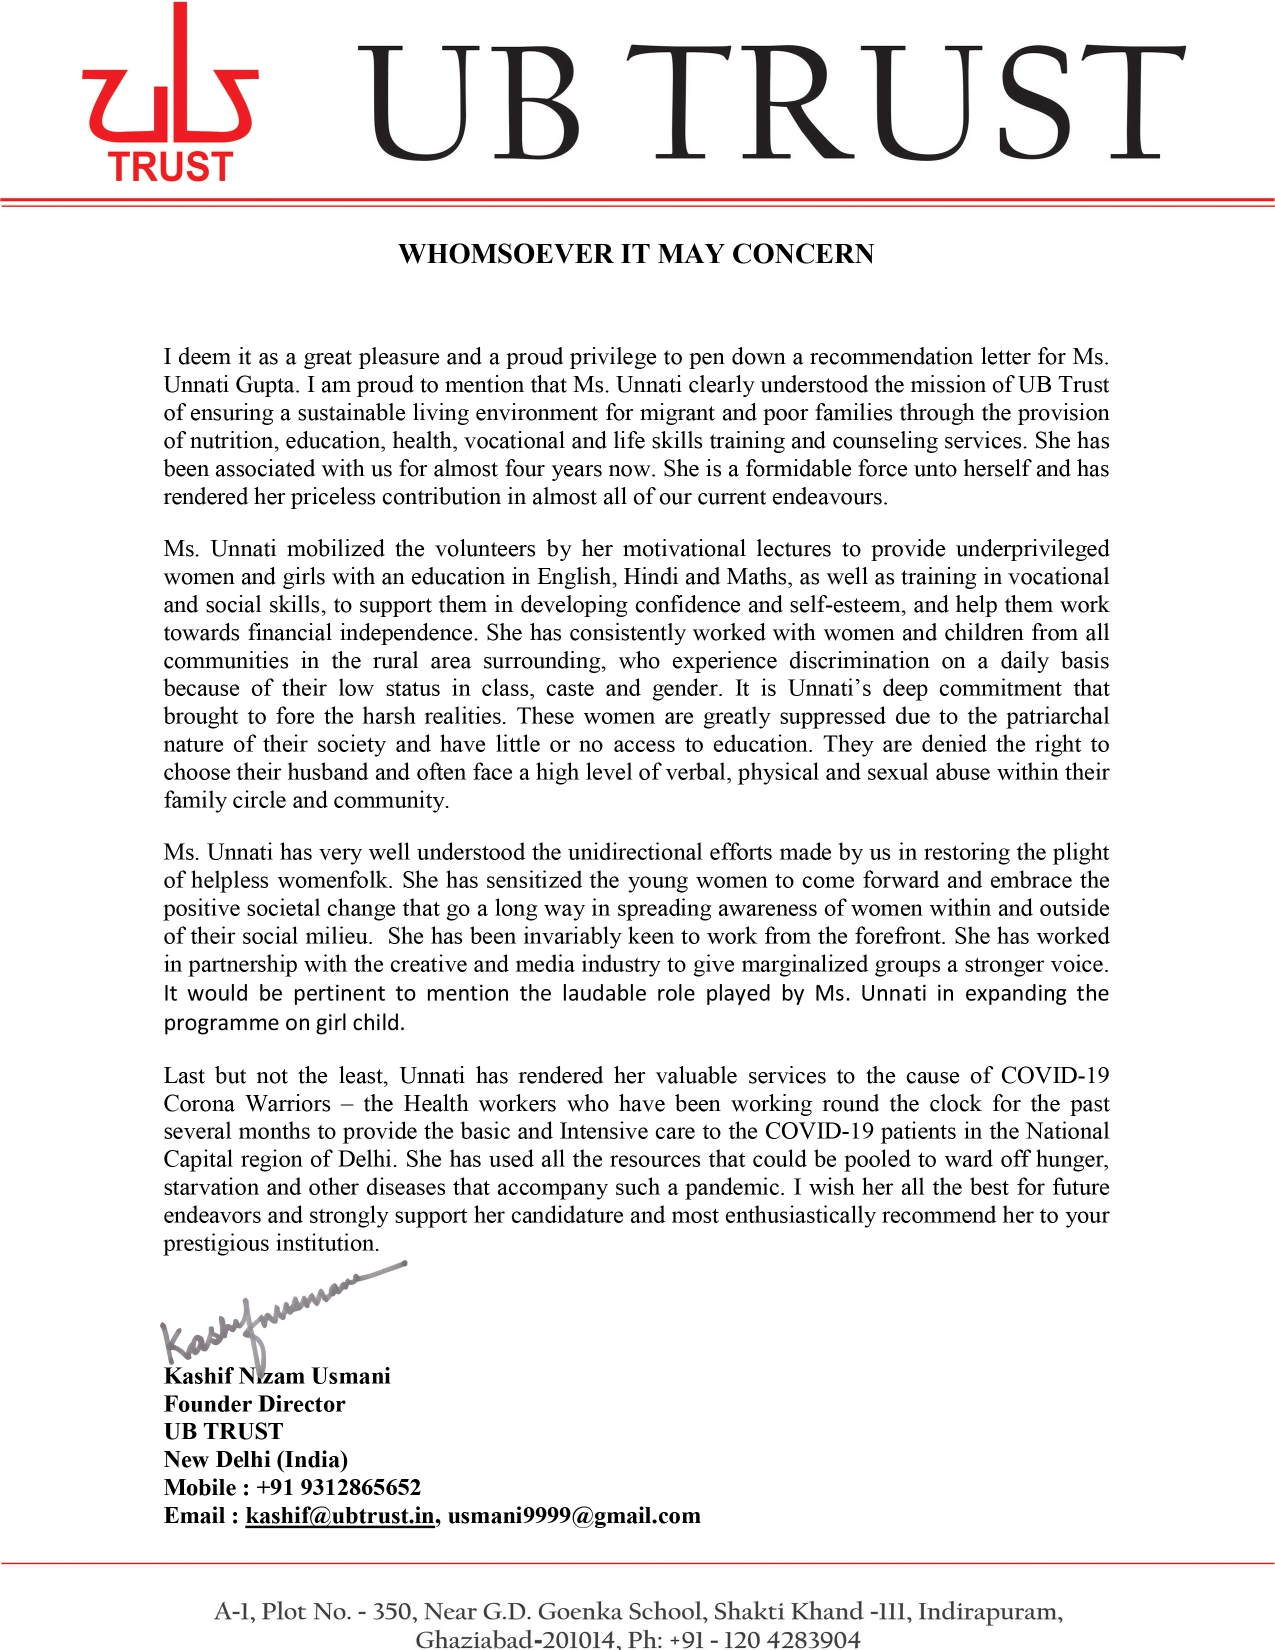 TRUST
UB TRUST
WHOMSOEVER IT MAY CONCERN
I deem it as a great pleasure and a proud privilege to pen down a recommendation letter for Ms.
Unnati Gupta. I am proud to mention that Ms. Unnati clearly understood the mission of UB Trust
of ensuring a sustainable living environment for migrant and poor families through the provision
of nutrition, education, health, vocational and life skills training and counseling services. She has
been associated with us for almost four years now. She is a formidable force unto herself and has
rendered her priceless contribution in almost all of our current endeavours.
Ms. Unnati mobilized the volunteers by her motivational lectures to provide underprivileged
women and girls with an education in English, Hindi and Maths, as well as training in vocational
and social skills, to support them in developing confidence and self-esteem, and help them work
towards financial independence. She has consistently worked with women and children from all
communities in the rural area surrounding, who experience discrimination on a daily basis
because of their low status in class, caste and gender. It is Unnati’s deep commitment that
brought to fore the harsh realities. These women are greatly suppressed due to the patriarchal
nature of their society and have little or no access to education. They are denied the right to
choose their husband and often face a high level of verbal, physical and sexual abuse within their
family circle and community.
Ms. Unnati has very well understood the unidirectional efforts made by us in restoring the plight
of helpless womenfolk. She has sensitized the young women to come forward and embrace the
positive societal change that go a long way in spreading awareness of women within and outside
of their social milieu. She has been invariably keen to work from the forefront. She has worked
in partnership with the creative and media industry to give marginalized groups a stronger voice.
It would be pertinent to mention the laudable role played by Ms. Unnati in expanding the
programme on girl child.
Last but not the least, Unnati has rendered her valuable services to the cause of COVID-19
Corona Warriors – the Health workers who have been working round the clock for the past
several months to provide the basic and Intensive care to the COVID-19 patients in the National
Capital region of Delhi. She has used all the resources that could be pooled to ward off hunger,
starvation and other diseases that accompany such a pandemic. I wish her all the best for future
endeavors and strongly support her candidature and most enthusiastically recommend her to your
prestigious institution.
Kashif Nizam Usmani
Founder Director
UB TRUST
New Delhi (India)
Mobile : +91 9312865652
Email : kashif@ubtrust.in, usmani9999@gmail.com
A-1, Plot No. - 350, Near G.D. Goenka School, Shakti Khand -111, Indirapuram,
Ghaziabad-201014, Ph: +91 - 120 4283904